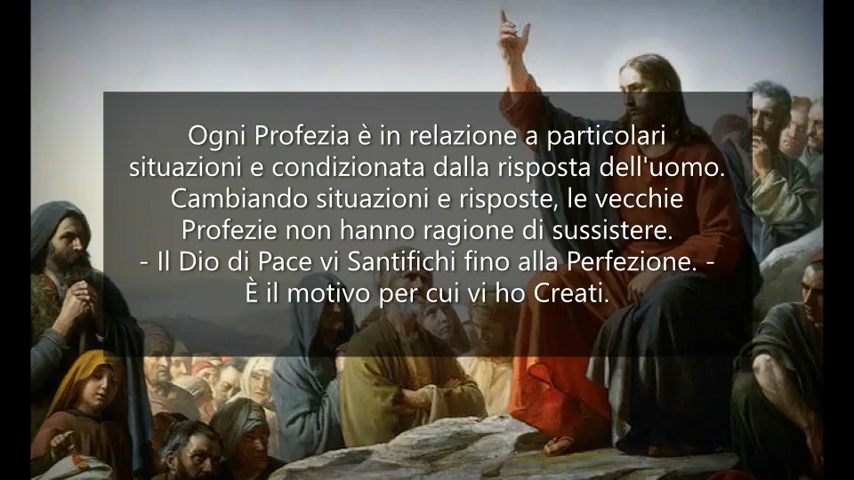 Ogni Profezia è in relazione a particolari
situazioni e condizionata dalla risposta dell'uomo.
Cambiando situazioni e risposte, le vecchie
Profezie non hanno ragione di sussistere.
- Il Dio di Pace vi Santifichi fino alla Perfezione. -
È il motivo per cui vi ho Creati.